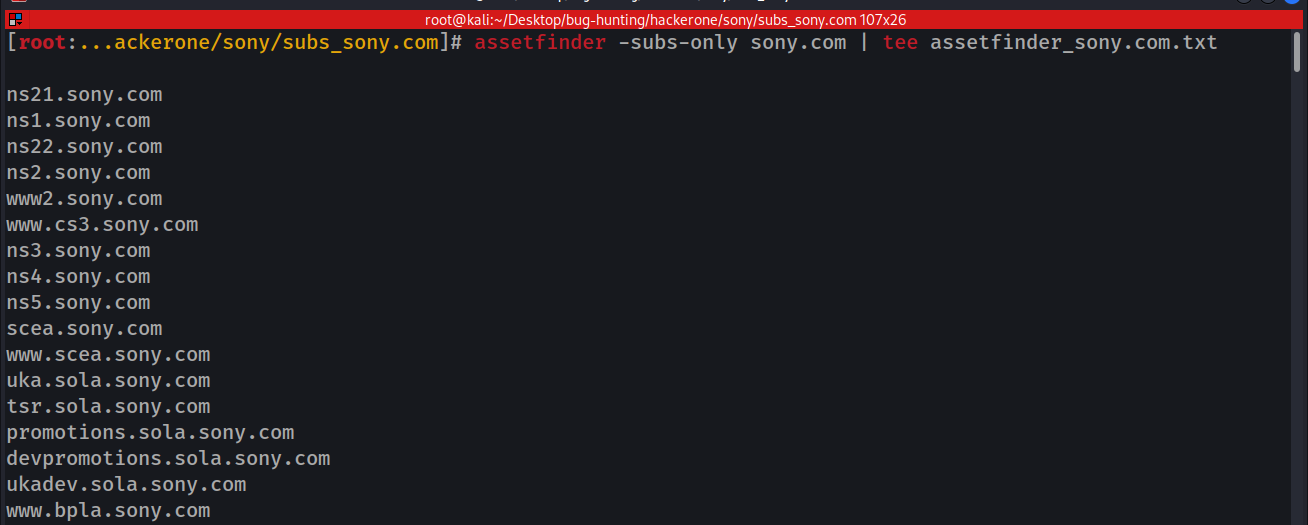 root@kali:~/Desktop/bug-hunting/hackerone/sony/subs_sony.com 107x26
[root:...ackerone/sony/subs_sony.com]# assetfinder -subs-only sony.com | tee assetfinder_sony.com.txt
ns21.sony.com
ns1.sony.com
ns22.sony.com
ns2.sony.com
www2.sony.com
www.cs3.sony.com
ns3.sony.com
ns4.sony.com
ns5.sony.com
scea.sony.com
www.scea.sony.com
uka.sola.sony.com
tsr.sola.sony.com
promotions.sola.sony.com
devpromotions.sola.sony.com
ukadev.sola.sony.com
www.bpla.sony.com